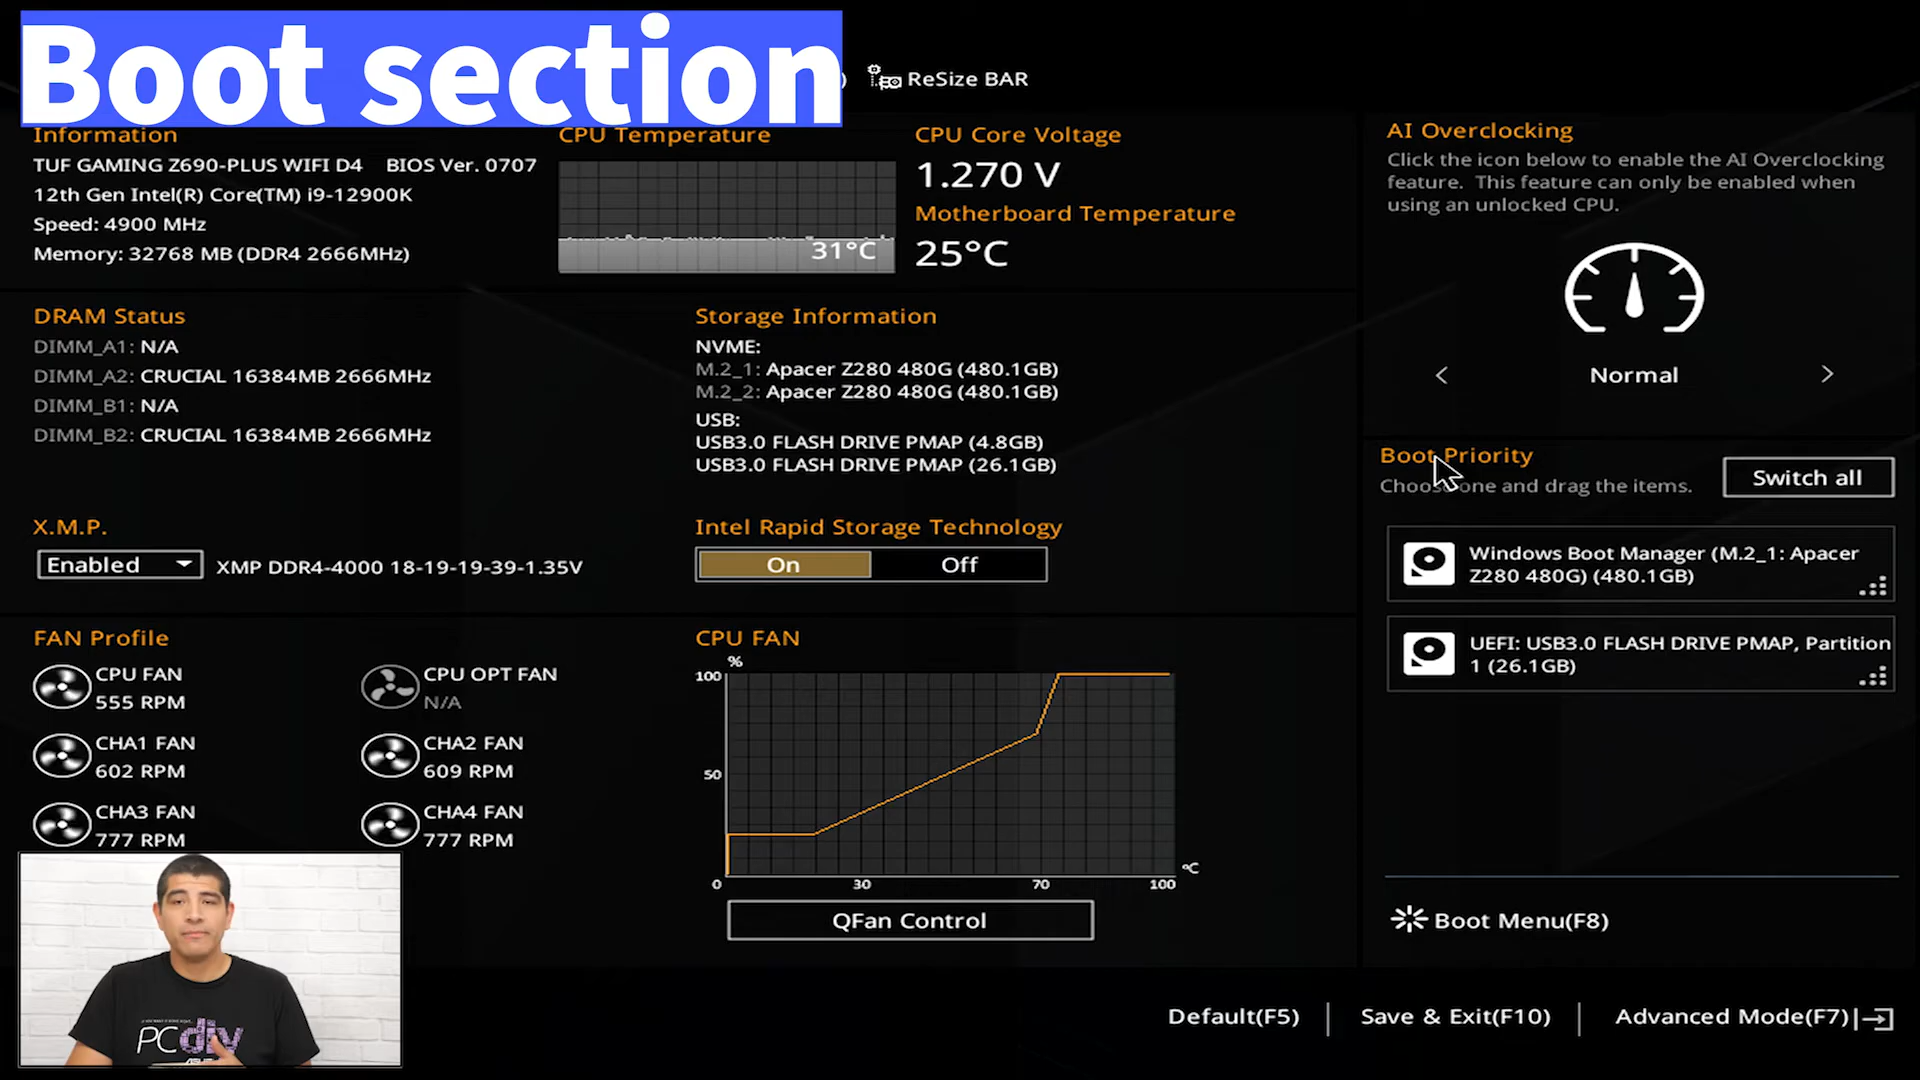 Boot section
)
ReSize BAR
Information
TUF GAMING Z690-PLUS WIFI D4 BIOS Ver. 0707
12th Gen Intel(R) Core(TM) i9-12900K
Speed: 4900 MHz
Memory: 32768 MB (DDR4 2666MHz)
CPU Temperature
31°C
CPU Core Voltage
1.270 V
Motherboard Temperature
25°C
AI Overclocking
Click the icon below to enable the AI Overclocking
feature. This feature can only be enabled when
using an unlocked CPU.
Normal
DRAM Status
DIMM_A1: N/A
DIMM_A2: CRUCIAL 16384MB 2666MHz
DIMM_B1: N/A
DIMM_B2: CRUCIAL 16384MB 2666MHz
Storage Information
NVME:
M.2_1: Apacer Z280 480G (480.1GB)
M.2_2: Apacer Z280 480G (480.1GB)
USB:
USB3.0 FLASH DRIVE PMAP (4.8GB)
USB3.0 FLASH DRIVE PMAP (26.1GB)
Boot Priority
Choose one and drag the items.
Switch all
Windows Boot Manager (M.2_1: Apacer
Z280 480G) (480.1GB)
UEFI: USB3.0 FLASH DRIVE PMAP, Partition
1 (26.1GB)
X.M.P.
Enabled
XMP DDR4-4000 18-19-19-39-1.35V
Intel Rapid Storage Technology
On
Off
FAN Profile
CPU FAN
555 RPM
CPU OPT FAN
N/A
CHA1 FAN
602 RPM
CHA2 FAN
609 RPM
CHA3 FAN
777 RPM
CHA4 FAN
777 RPM
CPU FAN
%
100
50
0
30
70
100
°C
QFan Control
Boot Menu(F8)
PCdiy
Default(F5)
Save & Exit(F10)
Advanced Mode(F7)